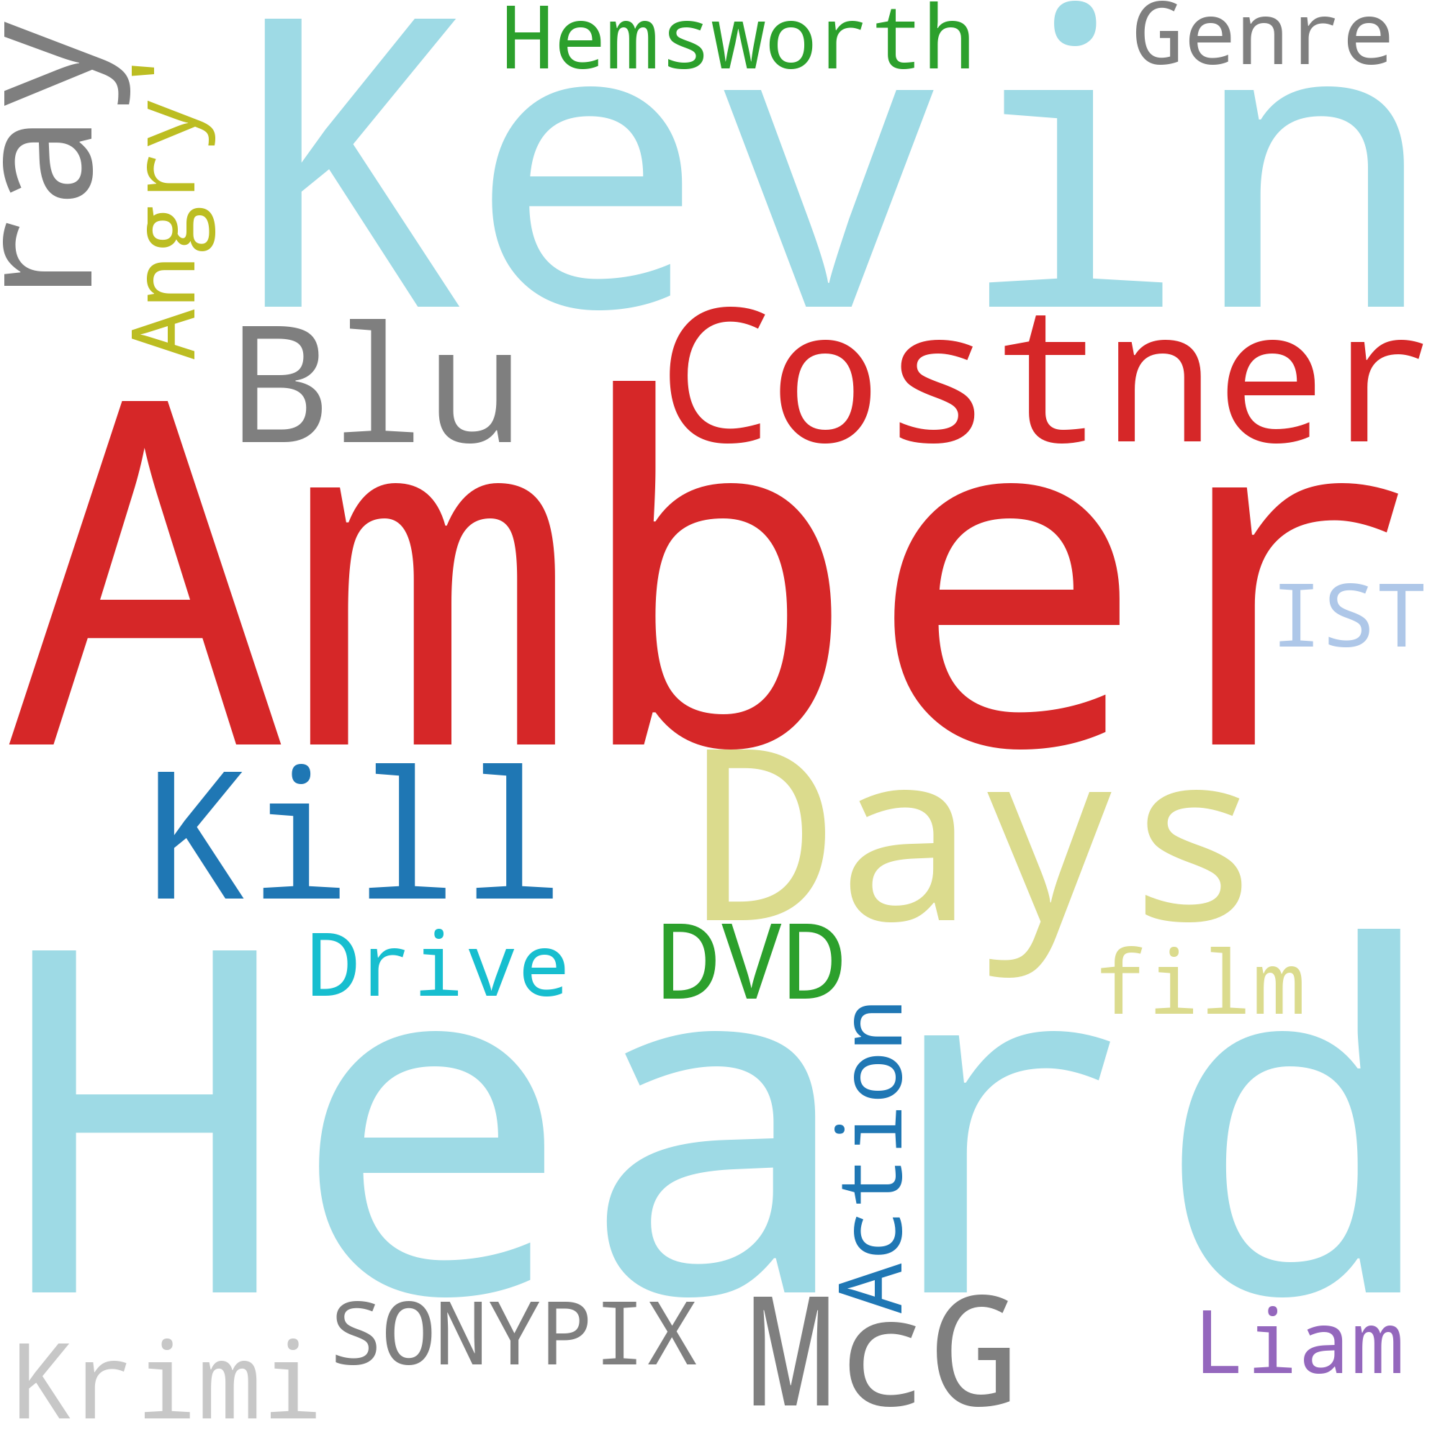 Hemsworth
Genre
ray
Angry'
Kevin
Blu
Costner
Amber
IST
Kill
Days
Drive
DVD
film
Heard
Action
SONYPIX
McG
Liam
Krimi